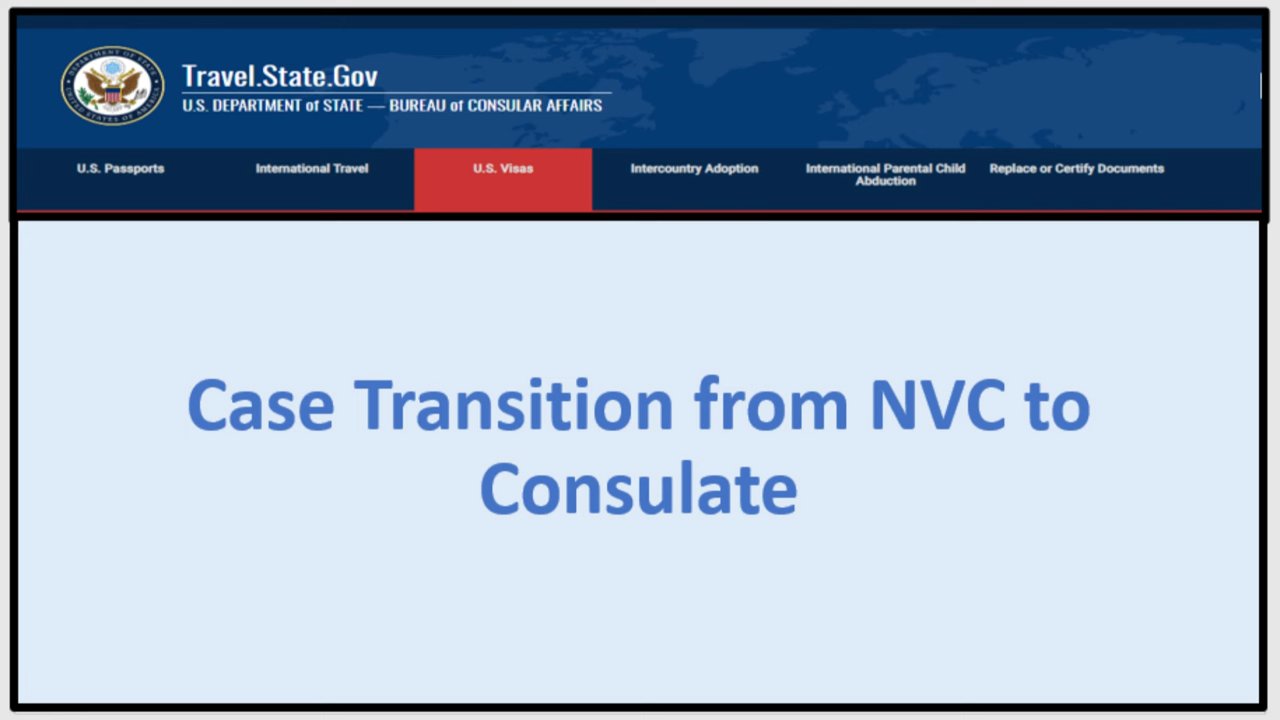 Travel.State.Gov
U.S. DEPARTMENT of STATE — BUREAU of CONSULAR AFFAIRS
U.S. Passports
International Travel
U.S. Visas
Intercountry Adoption
International Parental Child
Abduction
Replace or Certify Documents
Case Transition from NVC to
Consulate